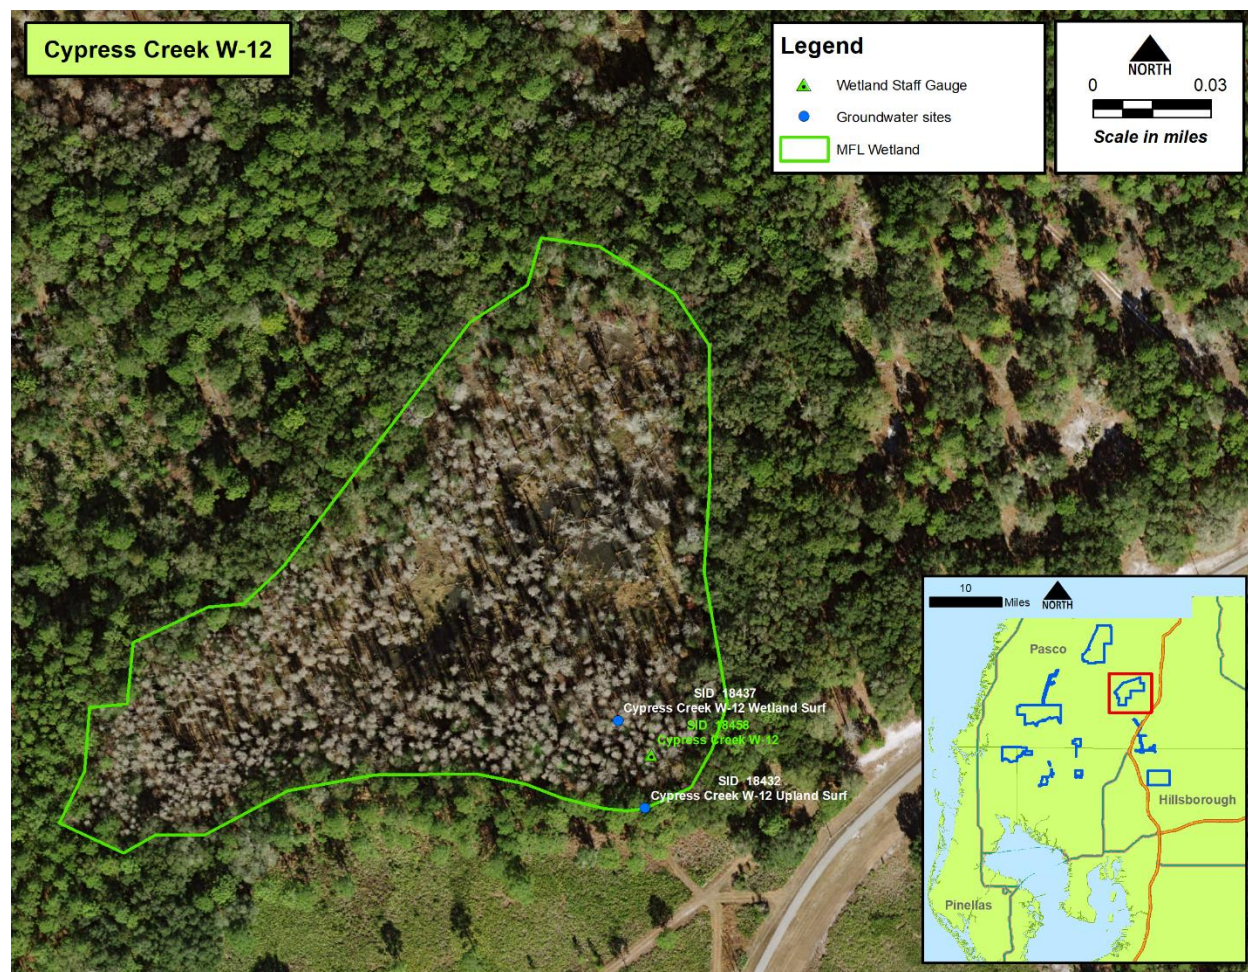 Cypress Creek W-12
Legend
Wetland Staff Gauge
Groundwater sites
MFL Wetland
NORTH
0 0.03
Scale in miles
SID 18437
Cypress Creek W-12 Wetland Surf
SID 18458
Cypress Creek W-12
SID 18432
Cypress Creek W-12 Upland Surf
10
Miles
NORTH
Pasco
Hillsborough
Pinellas